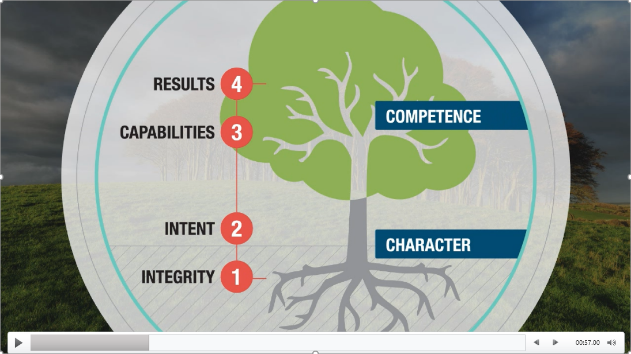 RESULTS 4
CAPABILITIES 3
COMPETENCE
INTENT 2
CHARACTER
INTEGRITY 1
00:57.00